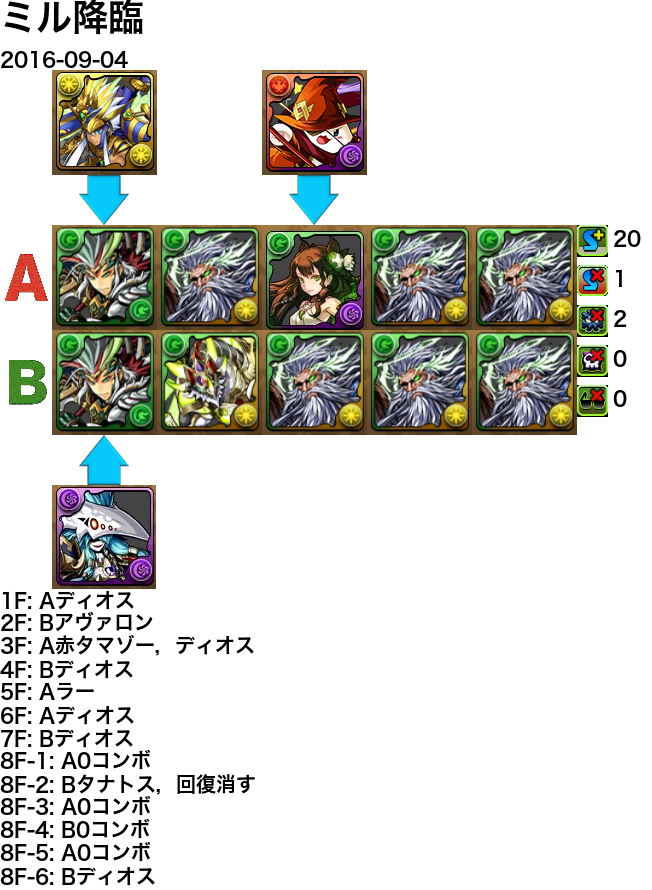 ミル降臨
2016-09-04
A
20
1
2
B
0
0
1F: Aディオス
2F: Bアヴァロン
3F: A赤タマゾー，ディオス
4F: Bディオス
5F: Aラー
6F: Aディオス
7F: Bディオス
8F-1: A0コンボ
8F-2: Bタナトス，回復消す
8F-3: A0コンボ
8F-4: B0コンボ
8F-5: A0コンボ
8F-6: Bディオス